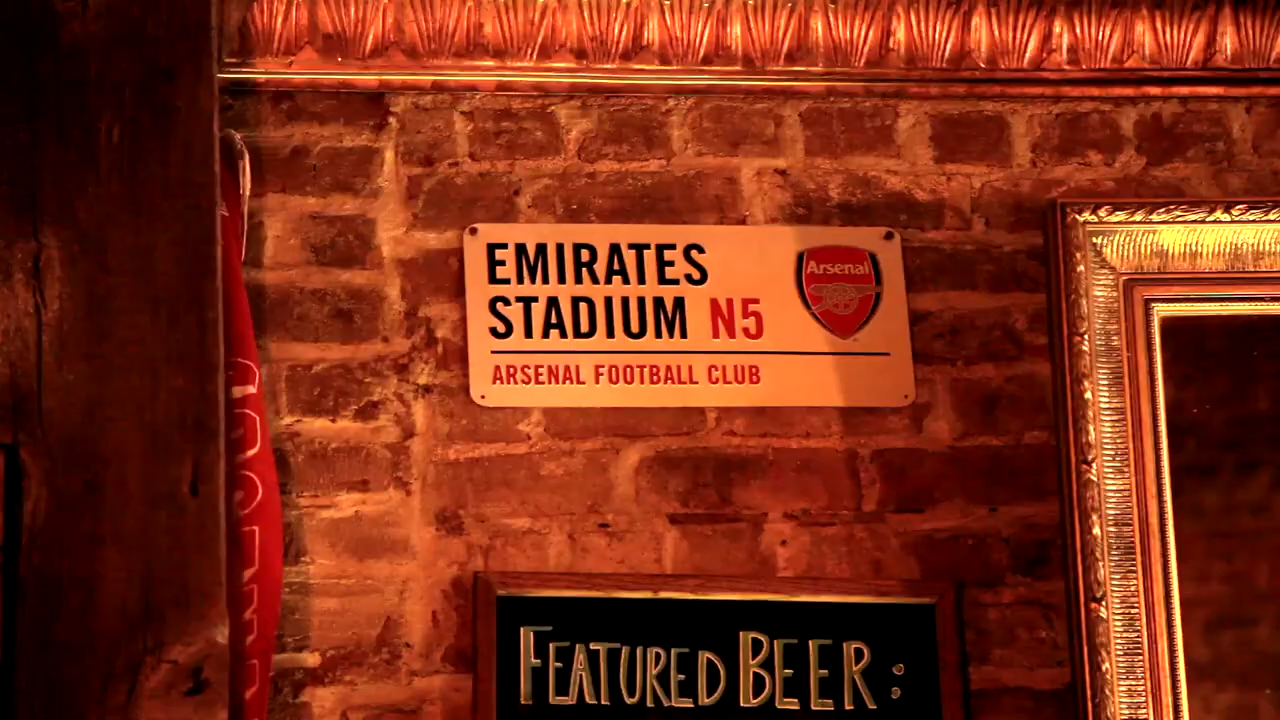 EMIRATES
STADIUM N5
Arsenal
ARSENAL FOOTBALL CLUB
FEATURED BEER: